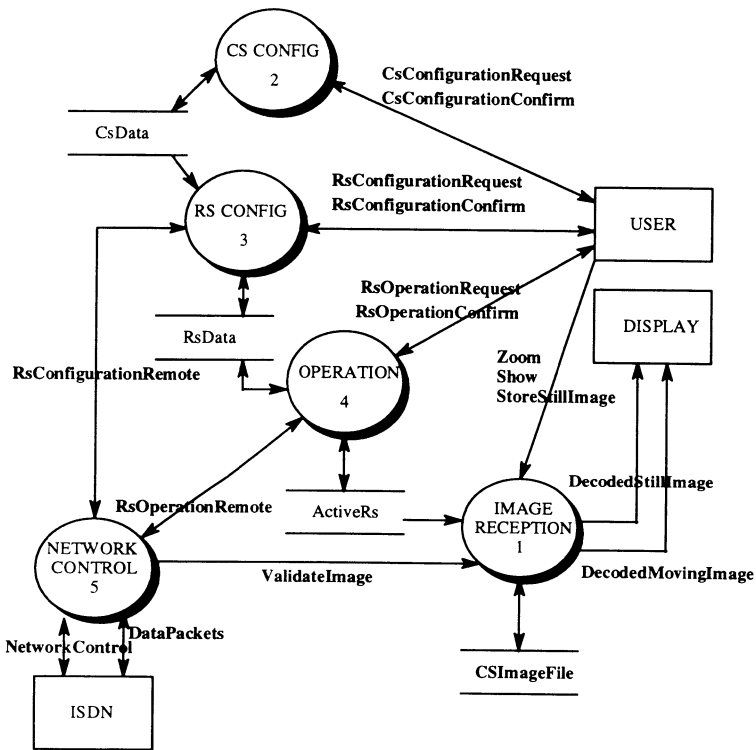 CS CONFIG
2
CsConfigurationRequest
CsConfigurationConfirm
CsData
RS CONFIG
3
RsConfigurationRequest
RsConfigurationConfirm
USER
RsOperationRequest
RsOperationConfirm
DISPLAY
RsData
RsConfigurationRemote
OPERATION
4
Zoom
Show
StoreStillImage
RsOperationRemote
ActiveRs
IMAGE
RECEPTION
1
DecodedStillImage
NETWORK
CONTROL
5
ValidateImage
DecodedMovingImage
DataPackets
NetworkControl
CSImageFile
ISDN